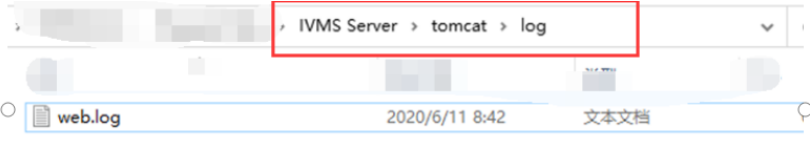 › IVMS Server › tomcat › log
web.log 2020/6/11 8:42 文本文档